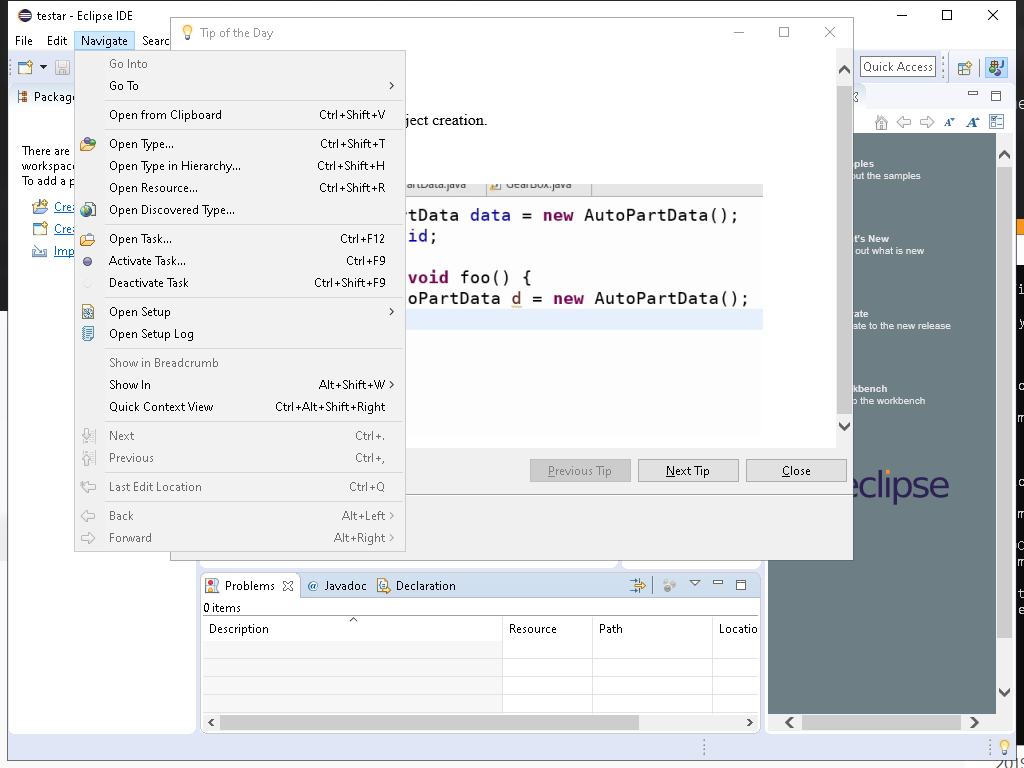 testar - Eclipse IDE
File Edit Navigate Searc
Tip of the Day
Quick Access
Go Into
Go To
Open from Clipboard Ctrl+Shift+V
Open Type... Ctrl+Shift+T
Open Type in Hierarchy... Ctrl+Shift+H
Open Resource... Ctrl+Shift+R
Open Discovered Type...
Open Task... Ctrl+F12
Activate Task... Ctrl+F9
Deactivate Task Ctrl+Shift+F9
Open Setup
Open Setup Log
Show in Breadcrumb
Show In Alt+Shift+W
Quick Context View Ctrl+Alt+Shift+Right
Next Ctrl+.
Previous Ctrl+,
Last Edit Location Ctrl+Q
Back Alt+Left
Forward Alt+Right
Packag
There are
workspac
To add a p
Crea
Crea
Imp
ject creation.
artData.java GearBox.java
rtData data = new AutoPartData();
id;
void foo() {
oPartData d = new AutoPartData();
Previous Tip Next Tip Close
ples
out the samples
t's New
out what is new
ate
ate to the new release
kbench
o the workbench
eclipse
Problems Javadoc Declaration
0 items
Description Resource Path Locatio